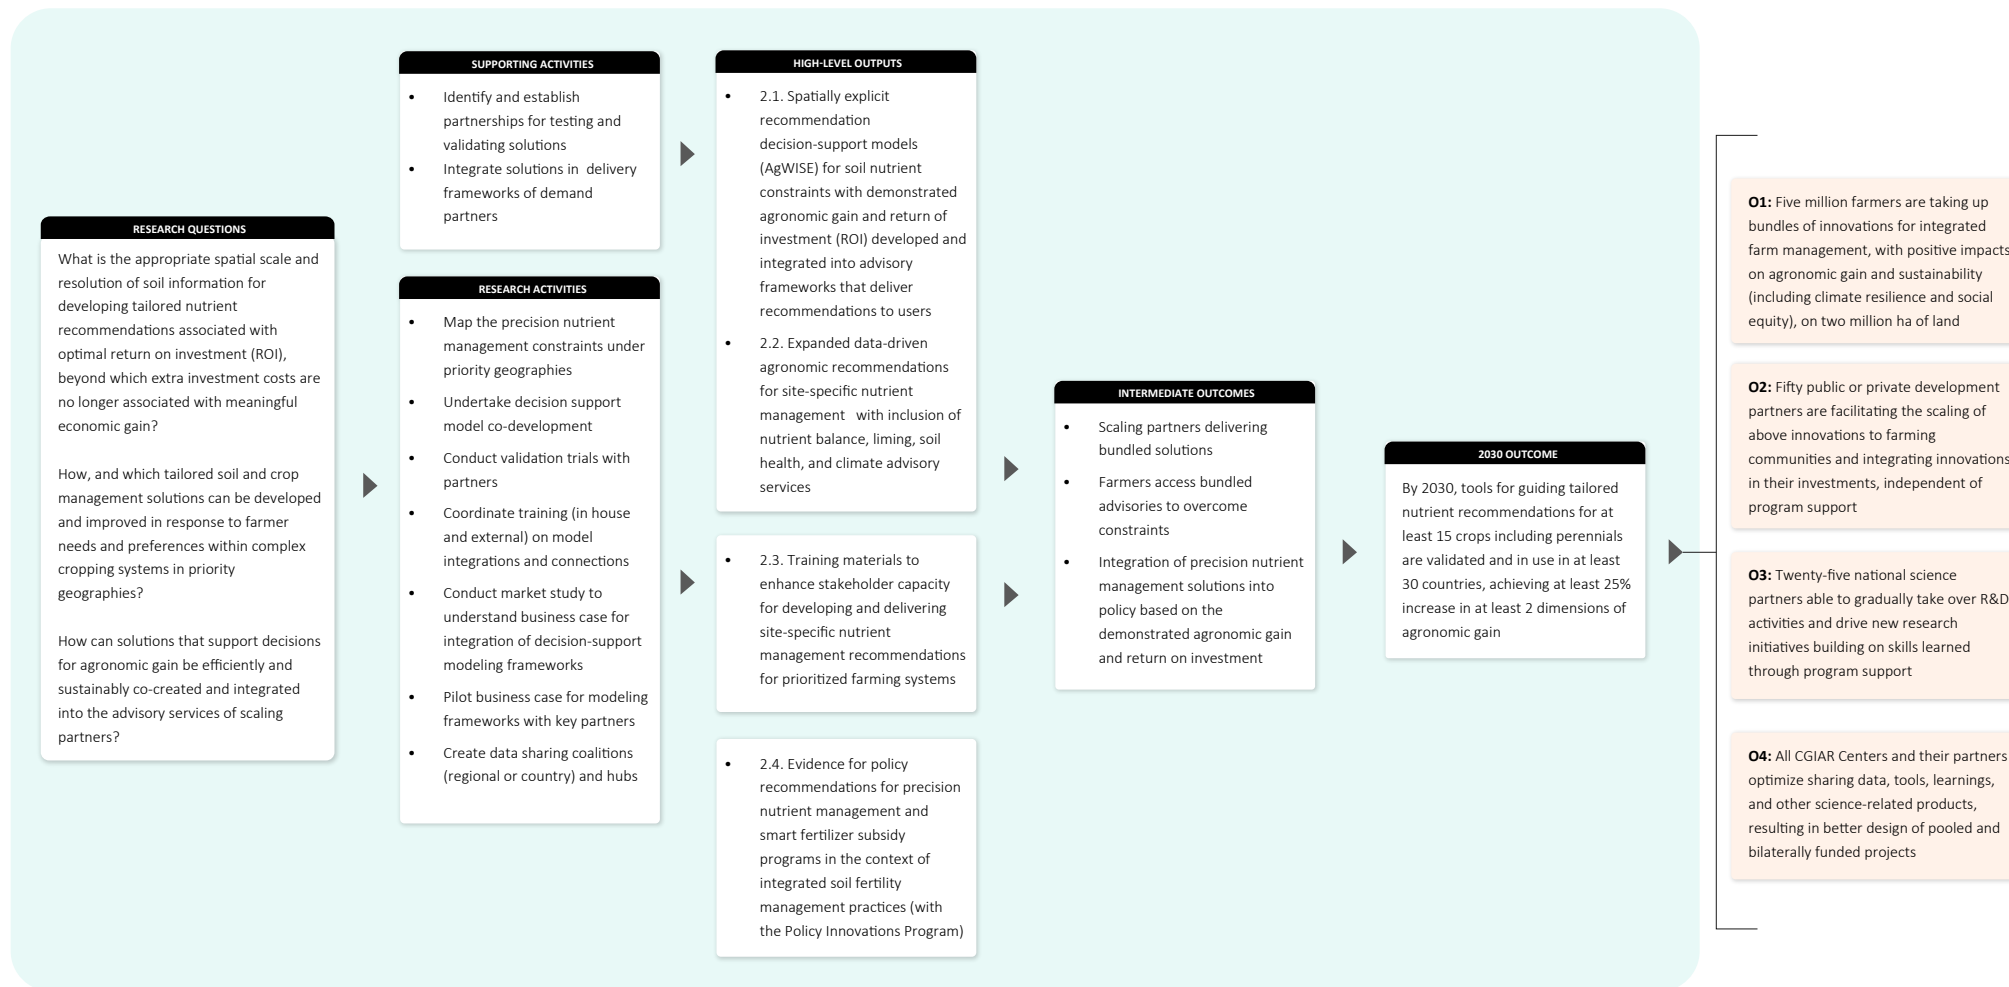 RESEARCH QUESTIONS
What is the appropriate spatial scale and
resolution of soil information for
developing tailored nutrient
recommendations associated with
optimal return on investment (ROI),
beyond which extra investment costs are
no longer associated with meaningful
economic gain?
How, and which tailored soil and crop
management solutions can be developed
and improved in response to farmer
needs and preferences within complex
cropping systems in priority
geographies?
How can solutions that support decisions
for agronomic gain be efficiently and
sustainably co-created and integrated
into the advisory services of scaling
partners?
SUPPORTING ACTIVITIES
• Identify and establish
partnerships for testing and
validating solutions
• Integrate solutions in delivery
frameworks of demand
partners
RESEARCH ACTIVITIES
• Map the precision nutrient
management constraints under
priority geographies
• Undertake decision support
model co-development
• Conduct validation trials with
partners
• Coordinate training (in house
and external) on model
integrations and connections
• Conduct market study to
understand business case for
integration of decision-support
modeling frameworks
• Pilot business case for modeling
frameworks with key partners
• Create data sharing coalitions
(regional or country) and hubs
HIGH-LEVEL OUTPUTS
• 2.1. Spatially explicit
recommendation
decision-support models
(AgWISE) for soil nutrient
constraints with demonstrated
agronomic gain and return of
investment (ROI) developed and
integrated into advisory
frameworks that deliver
recommendations to users
• 2.2. Expanded data-driven
agronomic recommendations
for site-specific nutrient
management with inclusion of
nutrient balance, liming, soil
health, and climate advisory
services
• 2.3. Training materials to
enhance stakeholder capacity
for developing and delivering
site-specific nutrient
management recommendations
for prioritized farming systems
• 2.4. Evidence for policy
recommendations for precision
nutrient management and
smart fertilizer subsidy
programs in the context of
integrated soil fertility
management practices (with
the Policy Innovations Program)
INTERMEDIATE OUTCOMES
• Scaling partners delivering
bundled solutions
• Farmers access bundled
advisories to overcome
constraints
• Integration of precision nutrient
management solutions into
policy based on the
demonstrated agronomic gain
and return on investment
2030 OUTCOME
By 2030, tools for guiding tailored
nutrient recommendations for at
least 15 crops including perennials
are validated and in use in at least
30 countries, achieving at least 25%
increase in at least 2 dimensions of
agronomic gain
O1: Five million farmers are taking up
bundles of innovations for integrated
farm management, with positive impacts
on agronomic gain and sustainability
(including climate resilience and social
equity), on two million ha of land
O2: Fifty public or private development
partners are facilitating the scaling of
above innovations to farming
communities and integrating innovations
in their investments, independent of
program support
O3: Twenty-five national science
partners able to gradually take over R&D
activities and drive new research
initiatives building on skills learned
through program support
O4: All CGIAR Centers and their partners
optimize sharing data, tools, learnings,
and other science-related products,
resulting in better design of pooled and
bilaterally funded projects